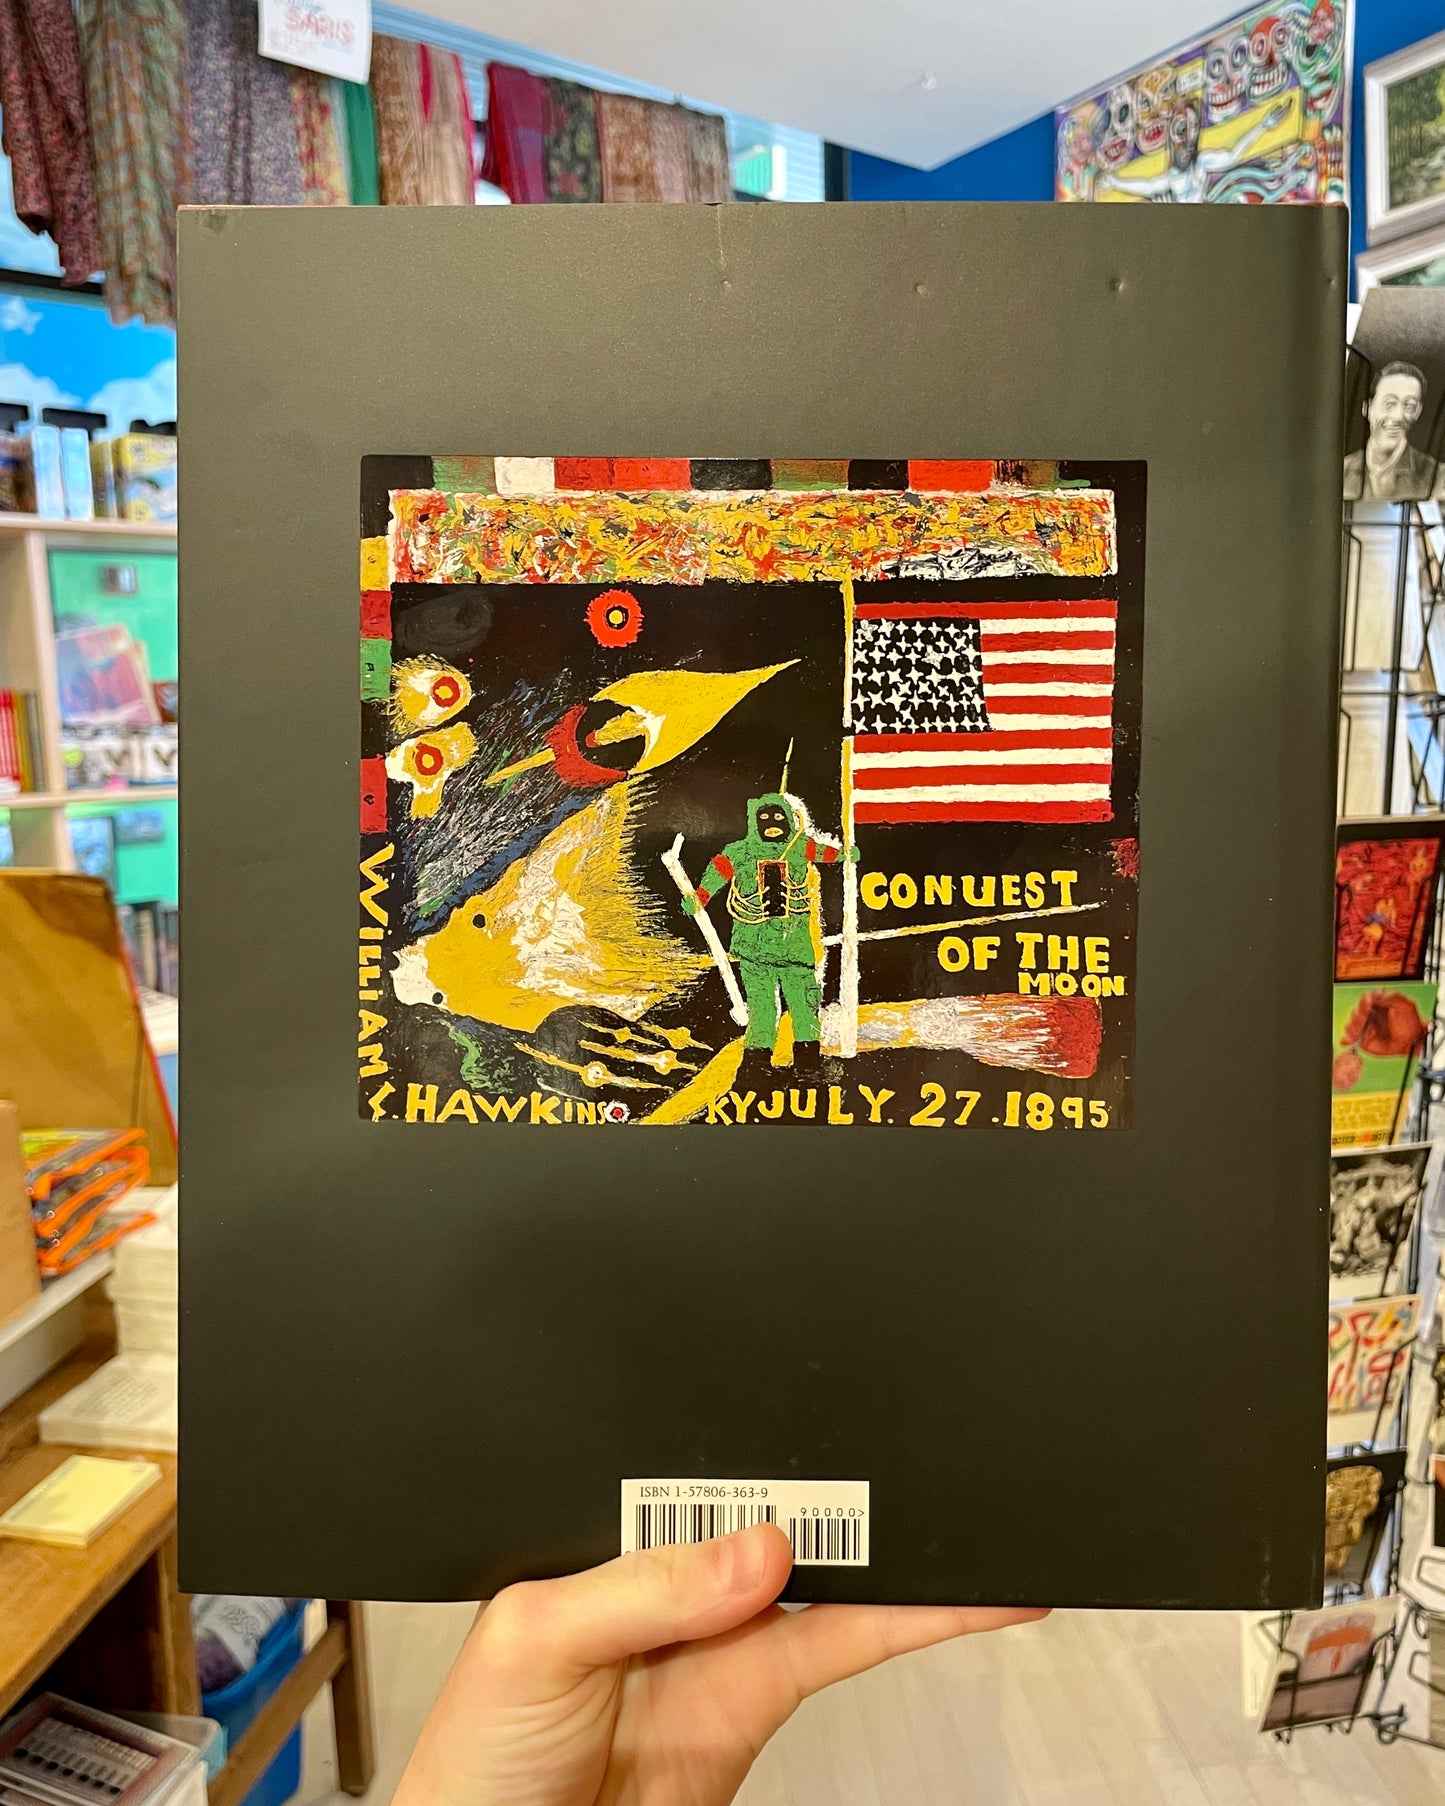 SARIS
CONUEST
OF THE
MOON
WILLIAM
L. HAWKINS KY. JULY. 27. 1895
ISBN 1-57806-363-9
90000>